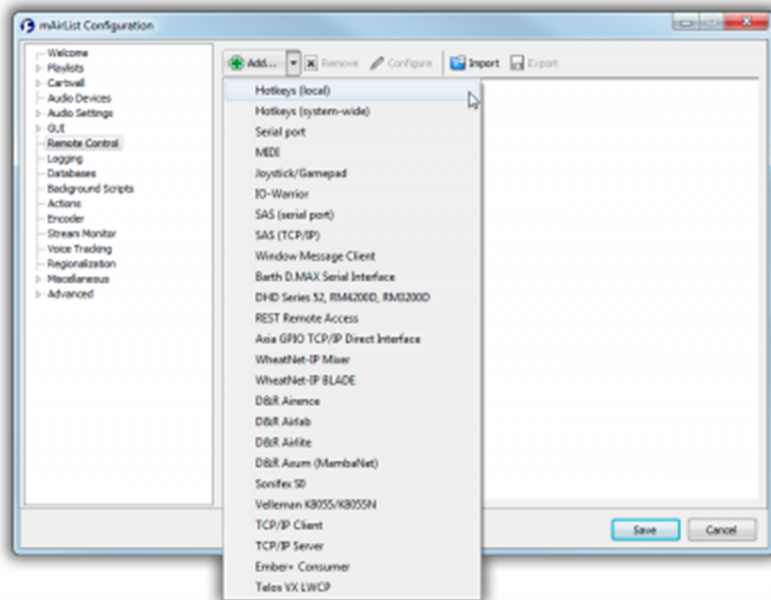 mAirList Configuration
Welcome
Playlists
Cartwall
Audio Devices
Audio Settings
GUI
Remote Control
Logging
Databases
Background Scripts
Actions
Encoder
Stream Monitor
Voice Tracking
Regionalization
Miscellaneous
Advanced
Add... Remove Configure Import Export
Hotkeys (local)
Hotkeys (system-wide)
Serial port
MIDI
Joystick/Gamepad
IO-Warrior
SAS (serial port)
SAS (TCP/IP)
Window Message Client
Barth D.MAX Serial Interface
DHD Series 52, RM4200D, RM3200D
REST Remote Access
Axia GPIO TCP/IP Direct Interface
WheatNet-IP Mixer
WheatNet-IP BLADE
D&R Airence
D&R Airlab
D&R Airlite
D&R Axum (MambaNet)
Sonifex S0
Velleman K8055/K8055N
TCP/IP Client
TCP/IP Server
Ember+ Consumer
Telos VX LWCP
Save Cancel